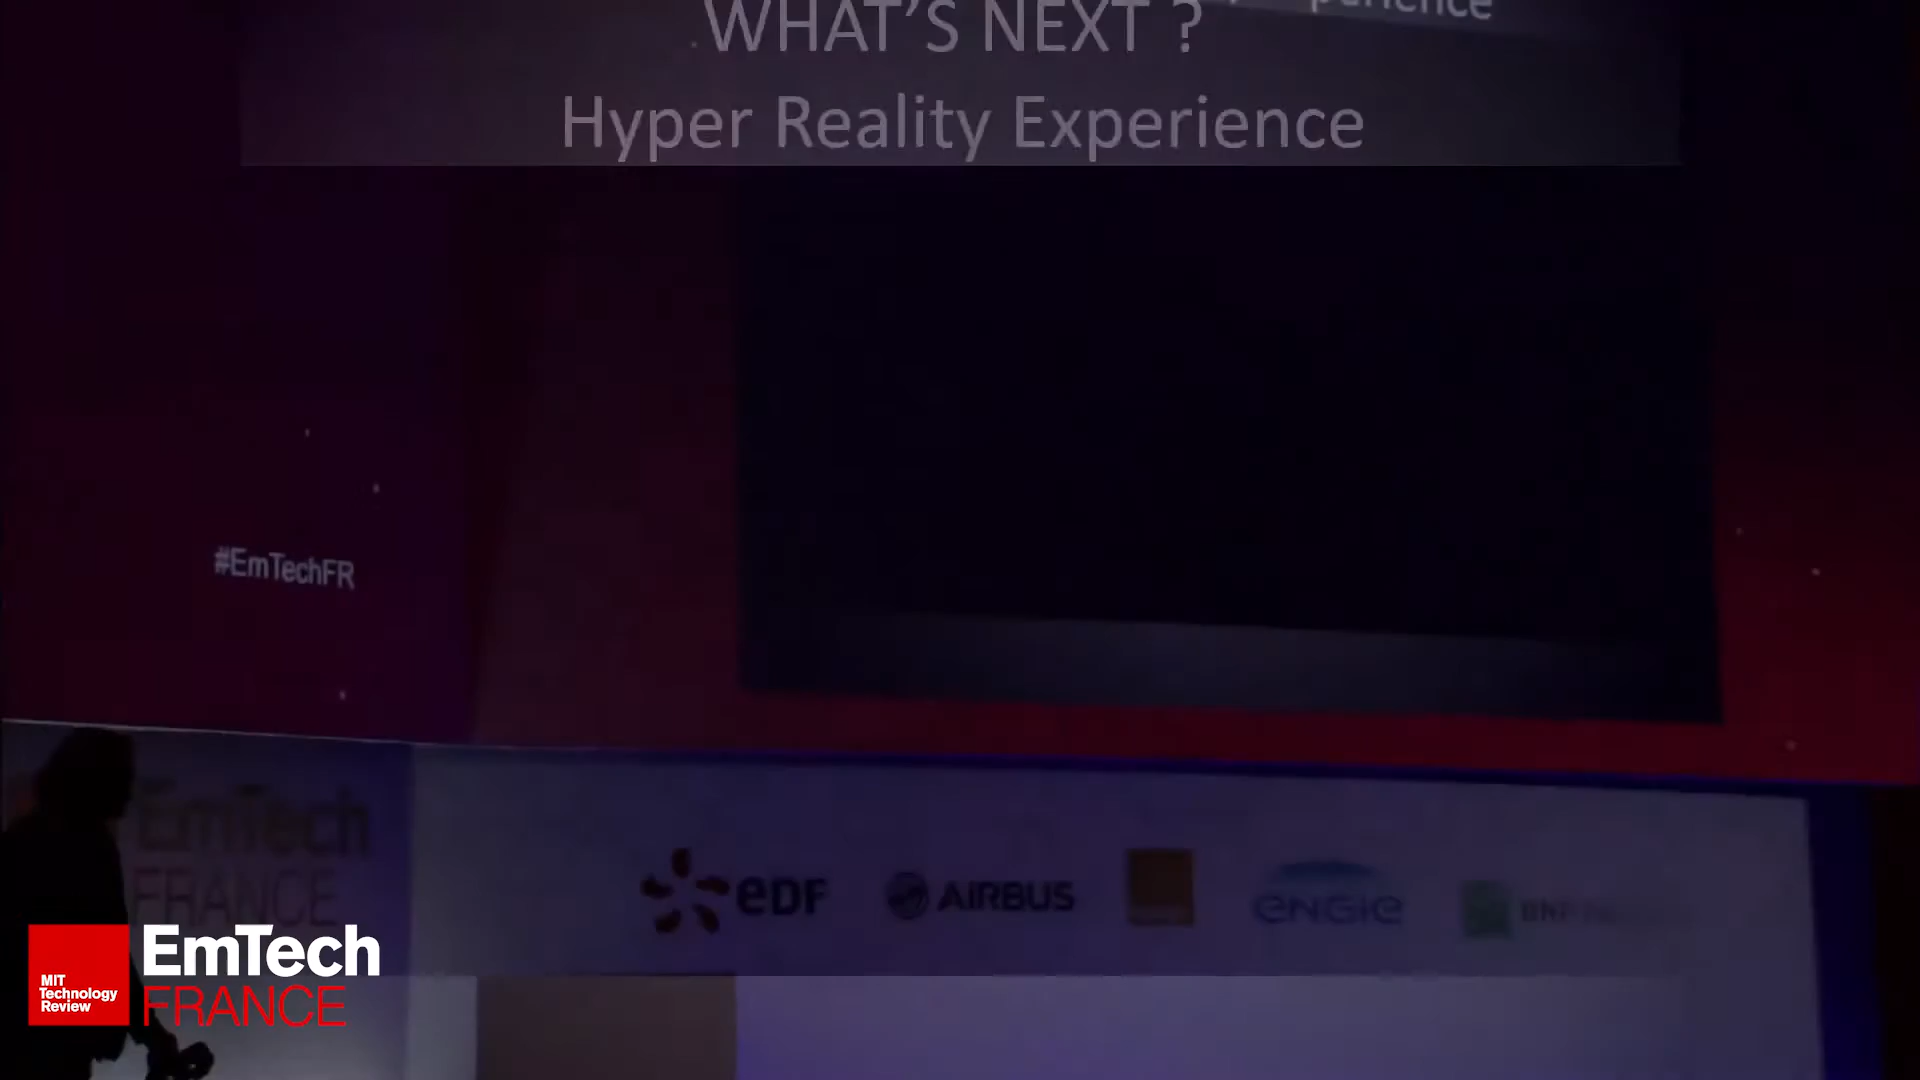 WHAT'S NEXT ?
Hyper Reality Experience
#EmTechFR
EmTech
FRANCE
eDF
AIRBUS
ENGIE
MIT
Technology
Review
EmTech
FRANCE